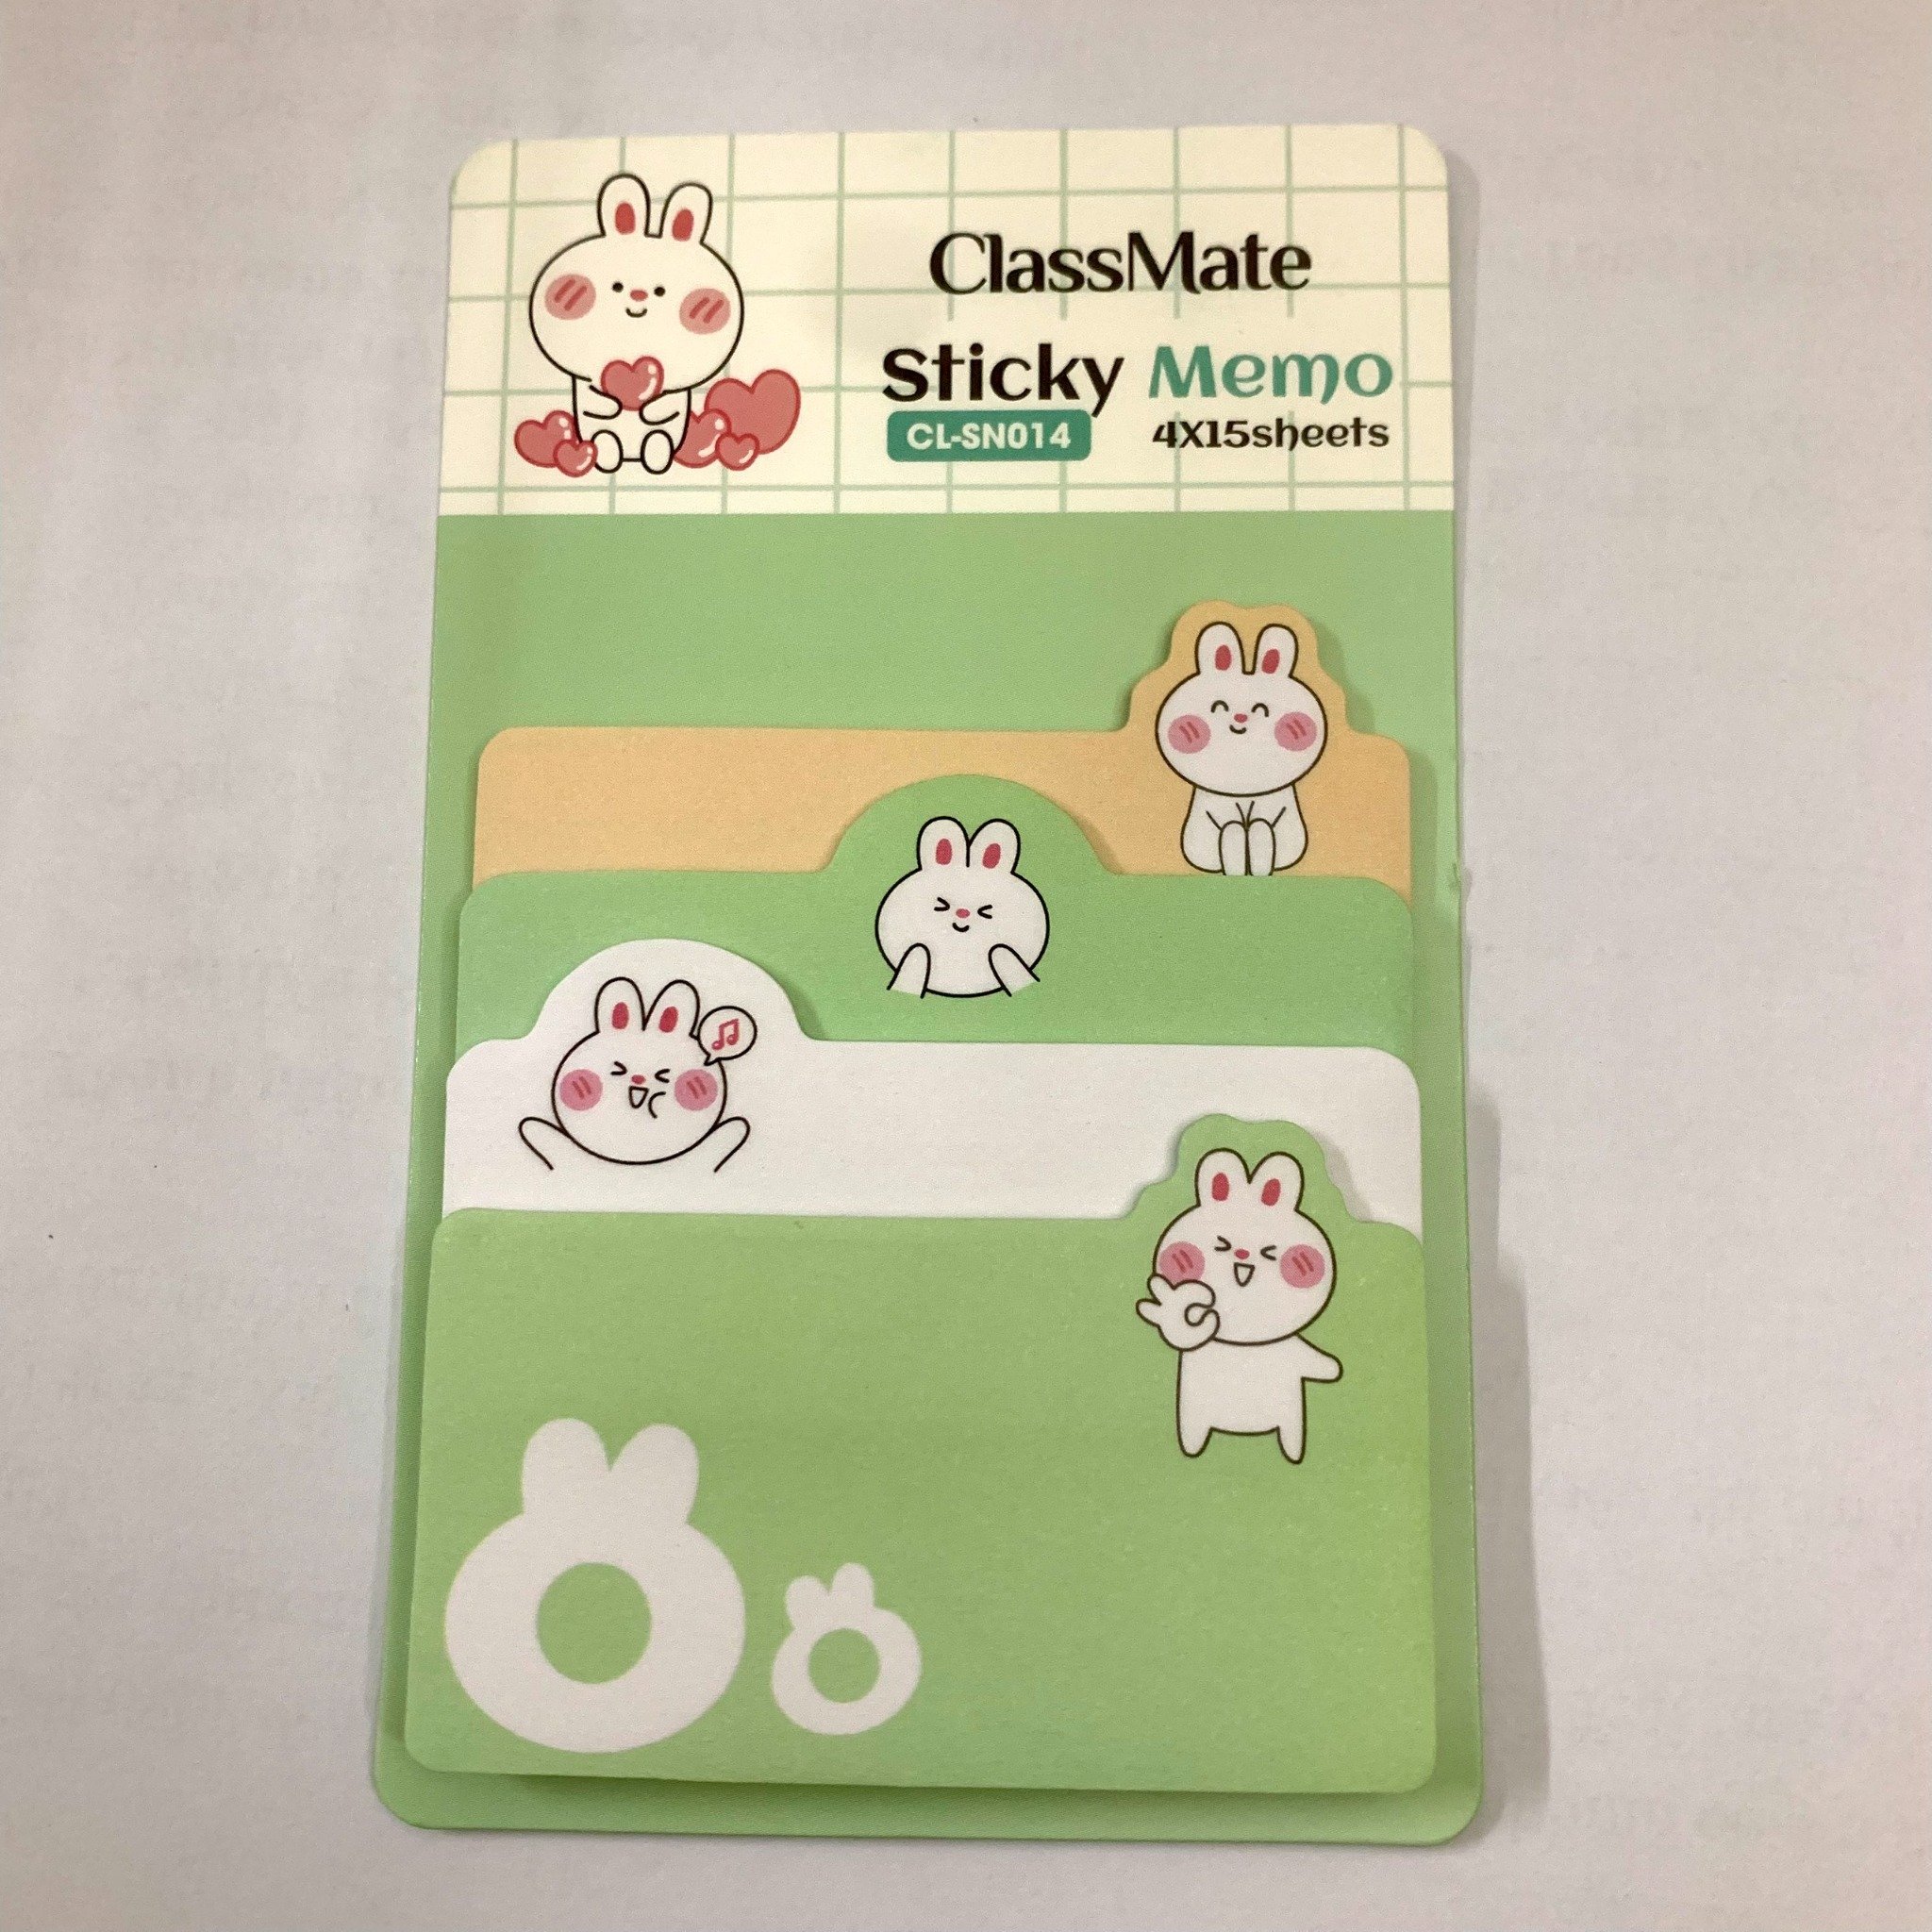 ClassMate
Sticky Memo
CL-SN014 4X15sheets